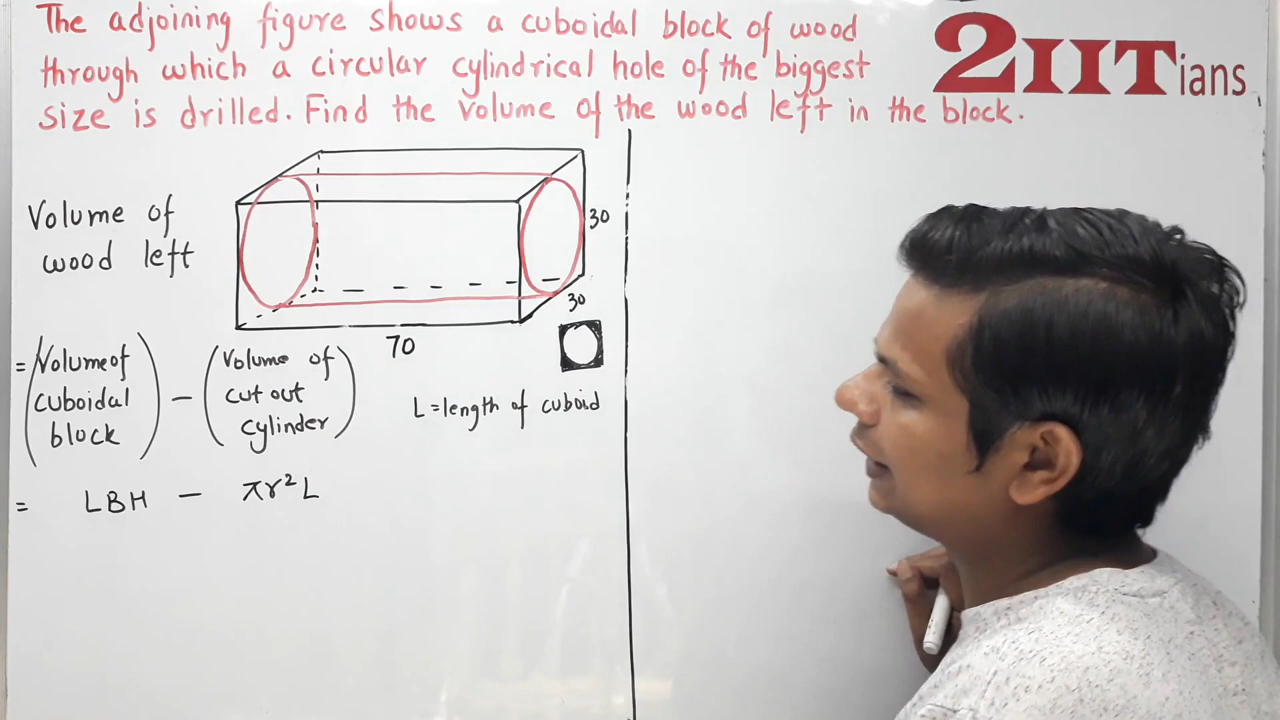 The adjoining figure shows a cuboidal block of wood
through which a circular cylindrical hole of the biggest
size is drilled. Find the volume of the wood left in the block.
2IITians
Volume of
wood left
30
30
70
= (Volume of cuboidal block) − (Volume of cut out cylinder)
L = length of cuboid
= LBH − πr²L